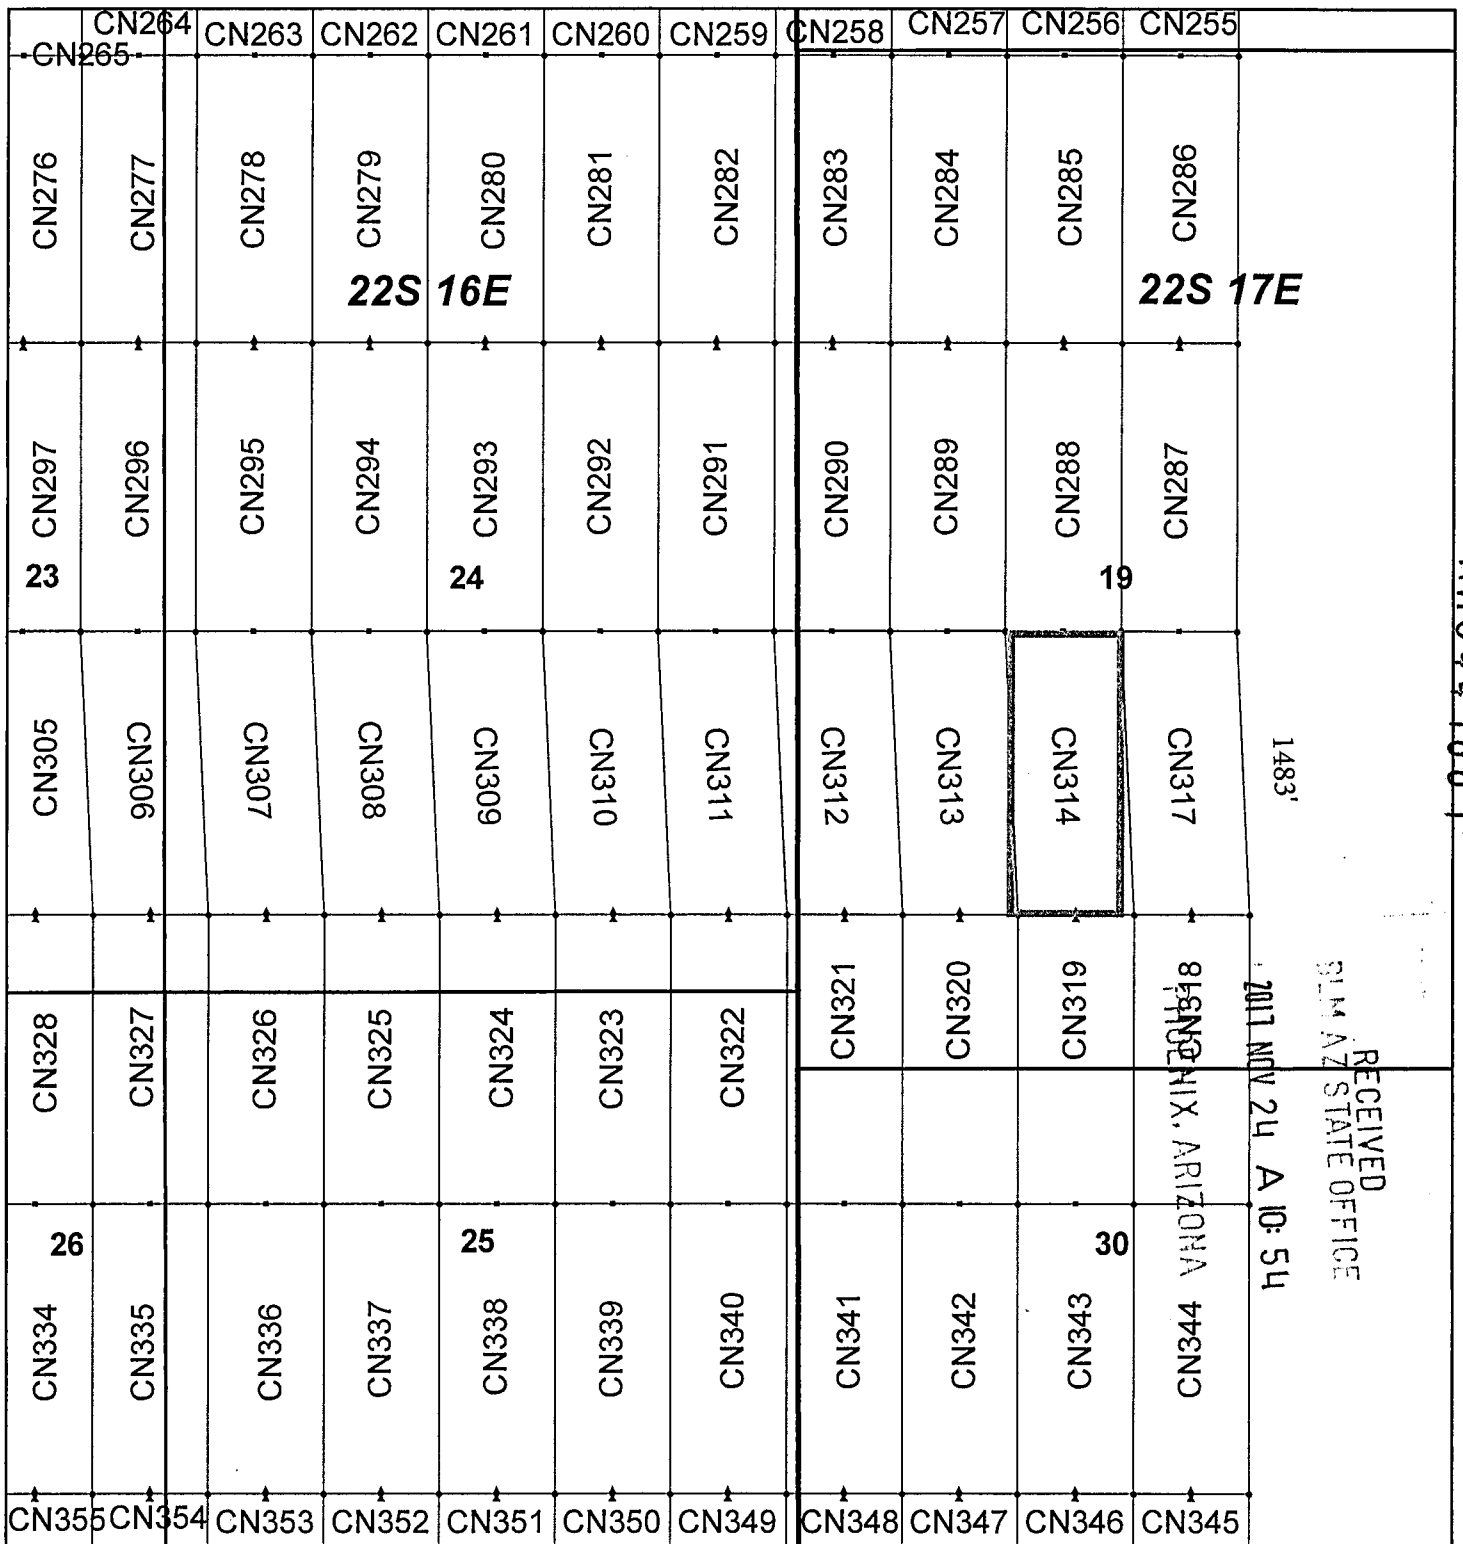 CN264 CN263 CN262 CN261 CN260 CN259 CN258 CN257 CN256 CN255
CN265
CN276 CN277 CN278 CN279 CN280 CN281 CN282 CN283 CN284 CN285 CN286
22S 16E 22S 17E
CN297 CN296 CN295 CN294 CN293 CN292 CN291 CN290 CN289 CN288 CN287
23 24 19
CN305 CN306 CN307 CN308 CN309 CN310 CN311 CN312 CN313 CN314 CN317
1483'
CN328 CN327 CN326 CN325 CN324 CN323 CN322 CN321 CN320 CN319 CN318
RECEIVED
BLM AZ STATE OFFICE
2017 NOV 24 A 10:54
PHOENIX, ARIZONA
26 25 30
CN334 CN335 CN336 CN337 CN338 CN339 CN340 CN341 CN342 CN343 CN344
CN355 CN354 CN353 CN352 CN351 CN350 CN349 CN348 CN347 CN346 CN345